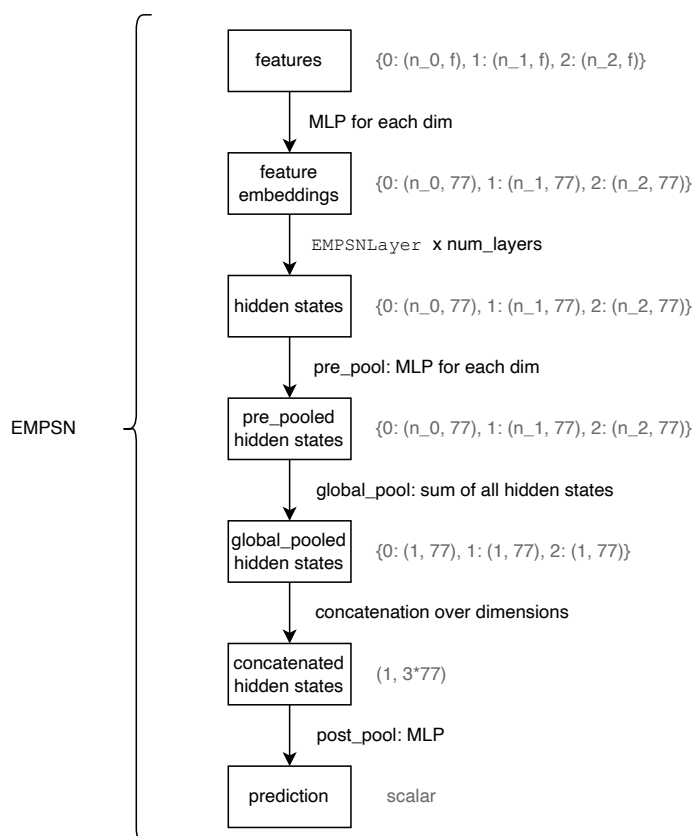 features
{0: (n_0, f), 1: (n_1, f), 2: (n_2, f)}
MLP for each dim
feature
embeddings
{0: (n_0, 77), 1: (n_1, 77), 2: (n_2, 77)}
EMPSNLayer x num_layers
hidden states
{0: (n_0, 77), 1: (n_1, 77), 2: (n_2, 77)}
pre_pool: MLP for each dim
EMPSN
pre_pooled
hidden states
{0: (n_0, 77), 1: (n_1, 77), 2: (n_2, 77)}
global_pool: sum of all hidden states
global_pooled
hidden states
{0: (1, 77), 1: (1, 77), 2: (1, 77)}
concatenation over dimensions
concatenated
hidden states
(1, 3*77)
post_pool: MLP
prediction
scalar